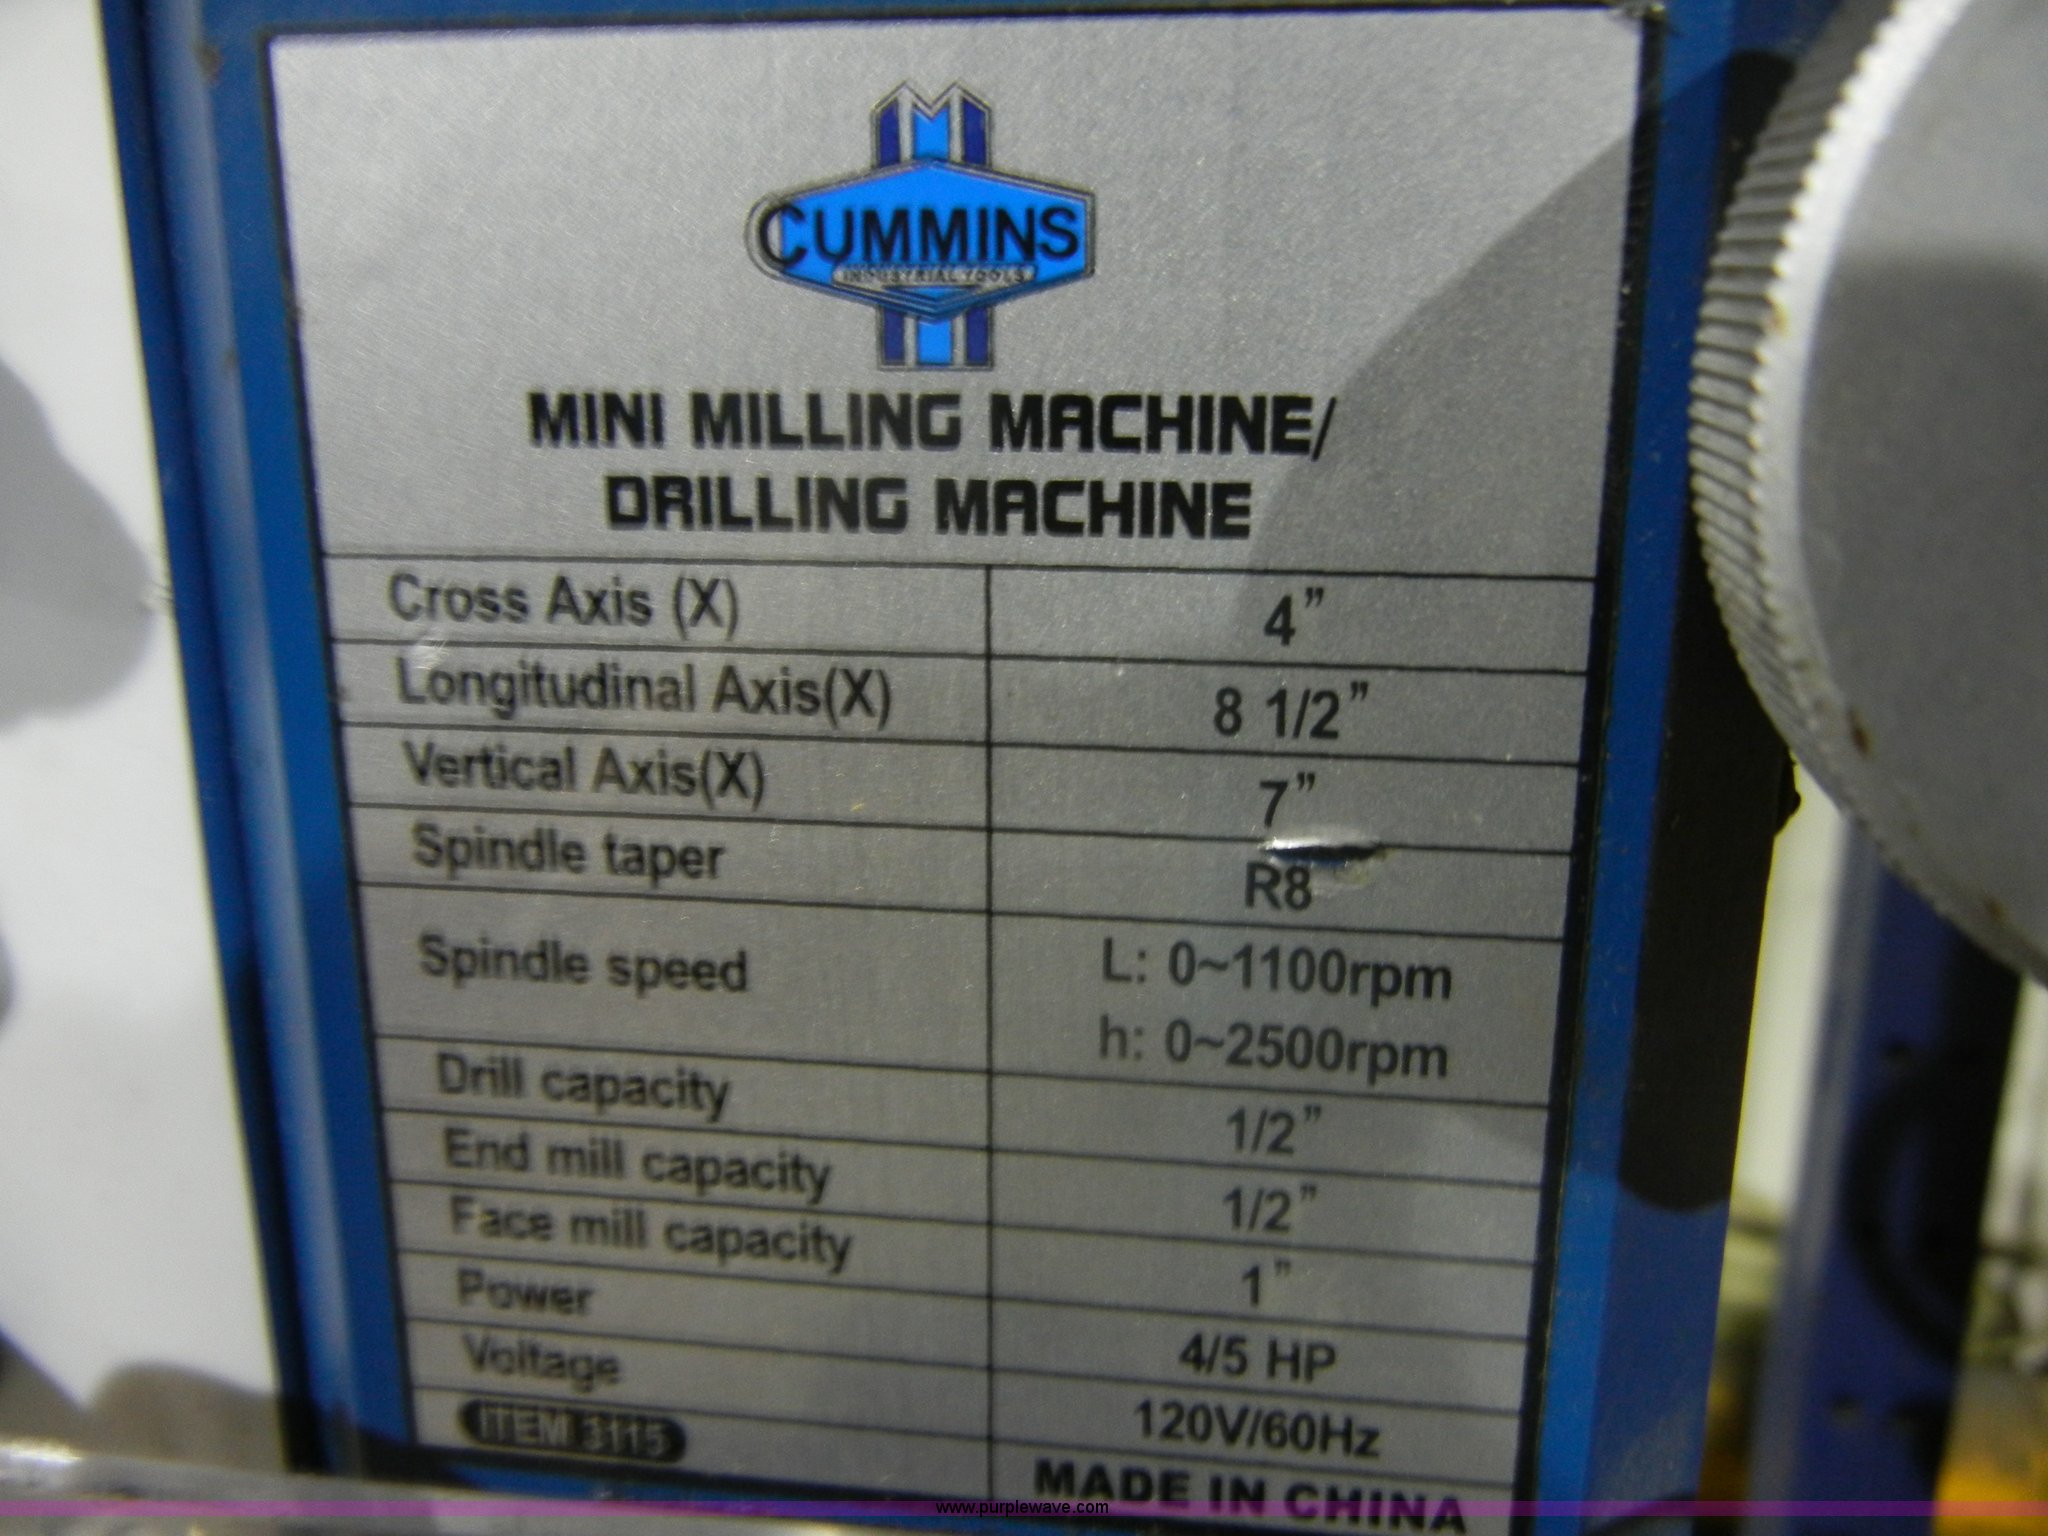 CUMMINS
INDUSTRIAL TOOLS
MINI MILLING MACHINE/
DRILLING MACHINE
Cross Axis (X) 4"
Longitudinal Axis(X) 8 1/2"
Vertical Axis(X) 7"
Spindle taper R8
Spindle speed L: 0~1100rpm
h: 0~2500rpm
Drill capacity 1/2"
End mill capacity 1/2"
Face mill capacity 1"
Power 4/5 HP
Voltage 120V/60Hz
ITEM 3115 MADE IN CHINA
www.purplewave.com